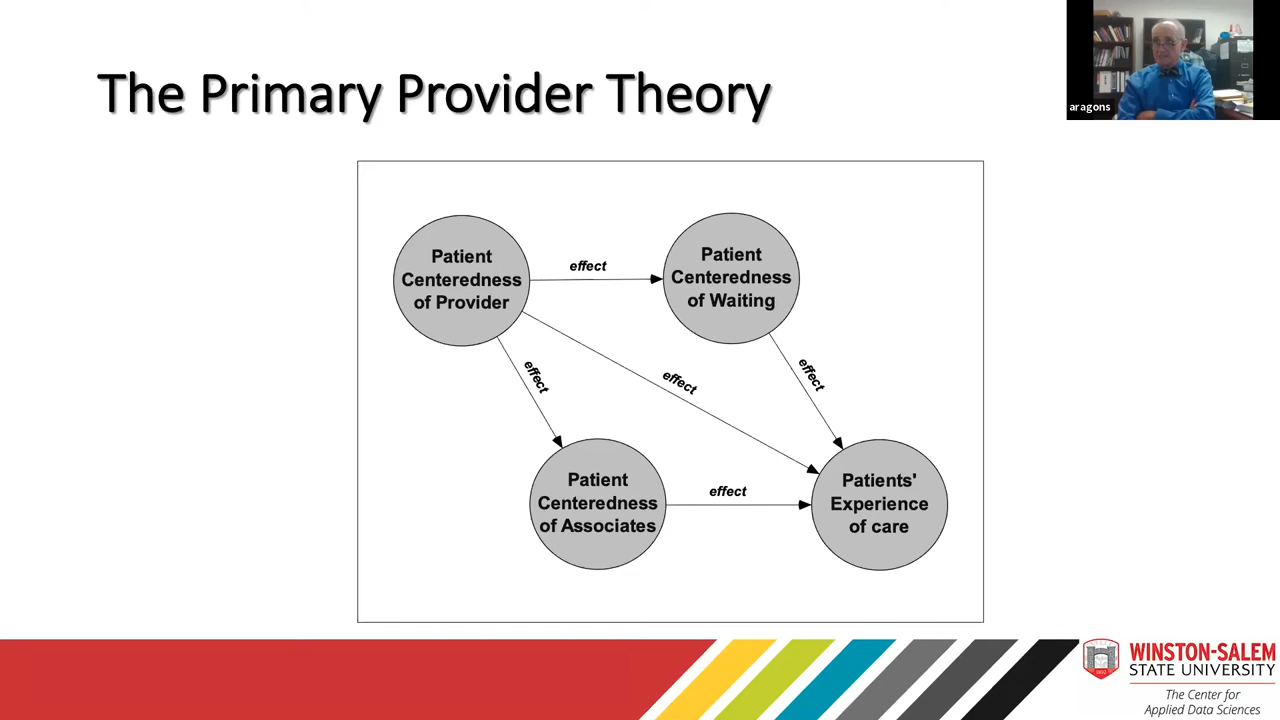 The Primary Provider Theory
aragons
Patient
Centeredness
of Provider
effect
Patient
Centeredness
of Waiting
effect
effect
effect
Patient
Centeredness
of Associates
effect
Patients'
Experience
of care
WINSTON-SALEM
STATE UNIVERSITY
The Center for
Applied Data Sciences